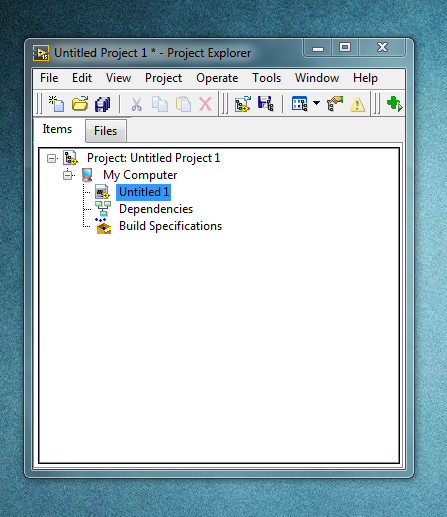 Untitled Project 1 * - Project Explorer
File Edit View Project Operate Tools Window Help
Items Files
Project: Untitled Project 1
My Computer
Untitled 1
Dependencies
Build Specifications